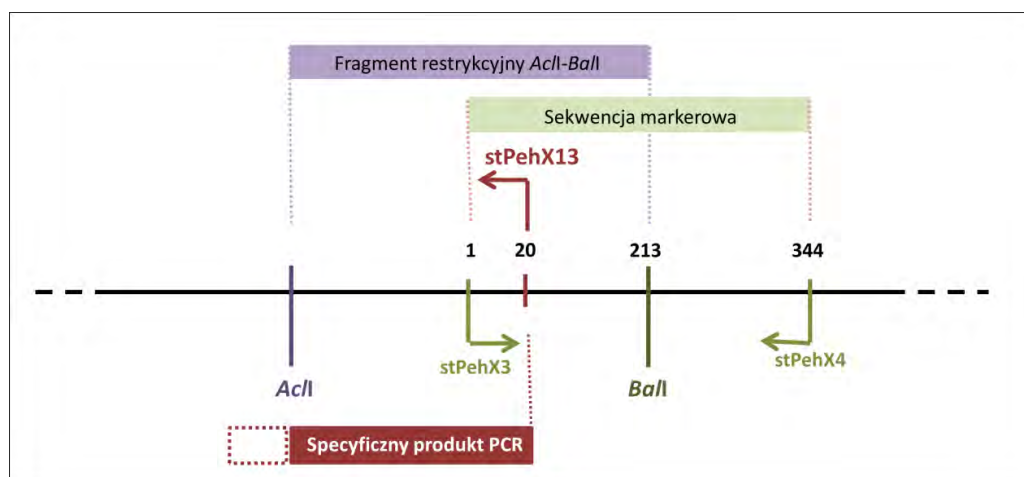 Fragment restrykcyjny AclI-BalI
Sekwencja markerowa
stPehX13
1 20 213 344
stPehX3
stPehX4
AclI
BalI
Specyficzny produkt PCR